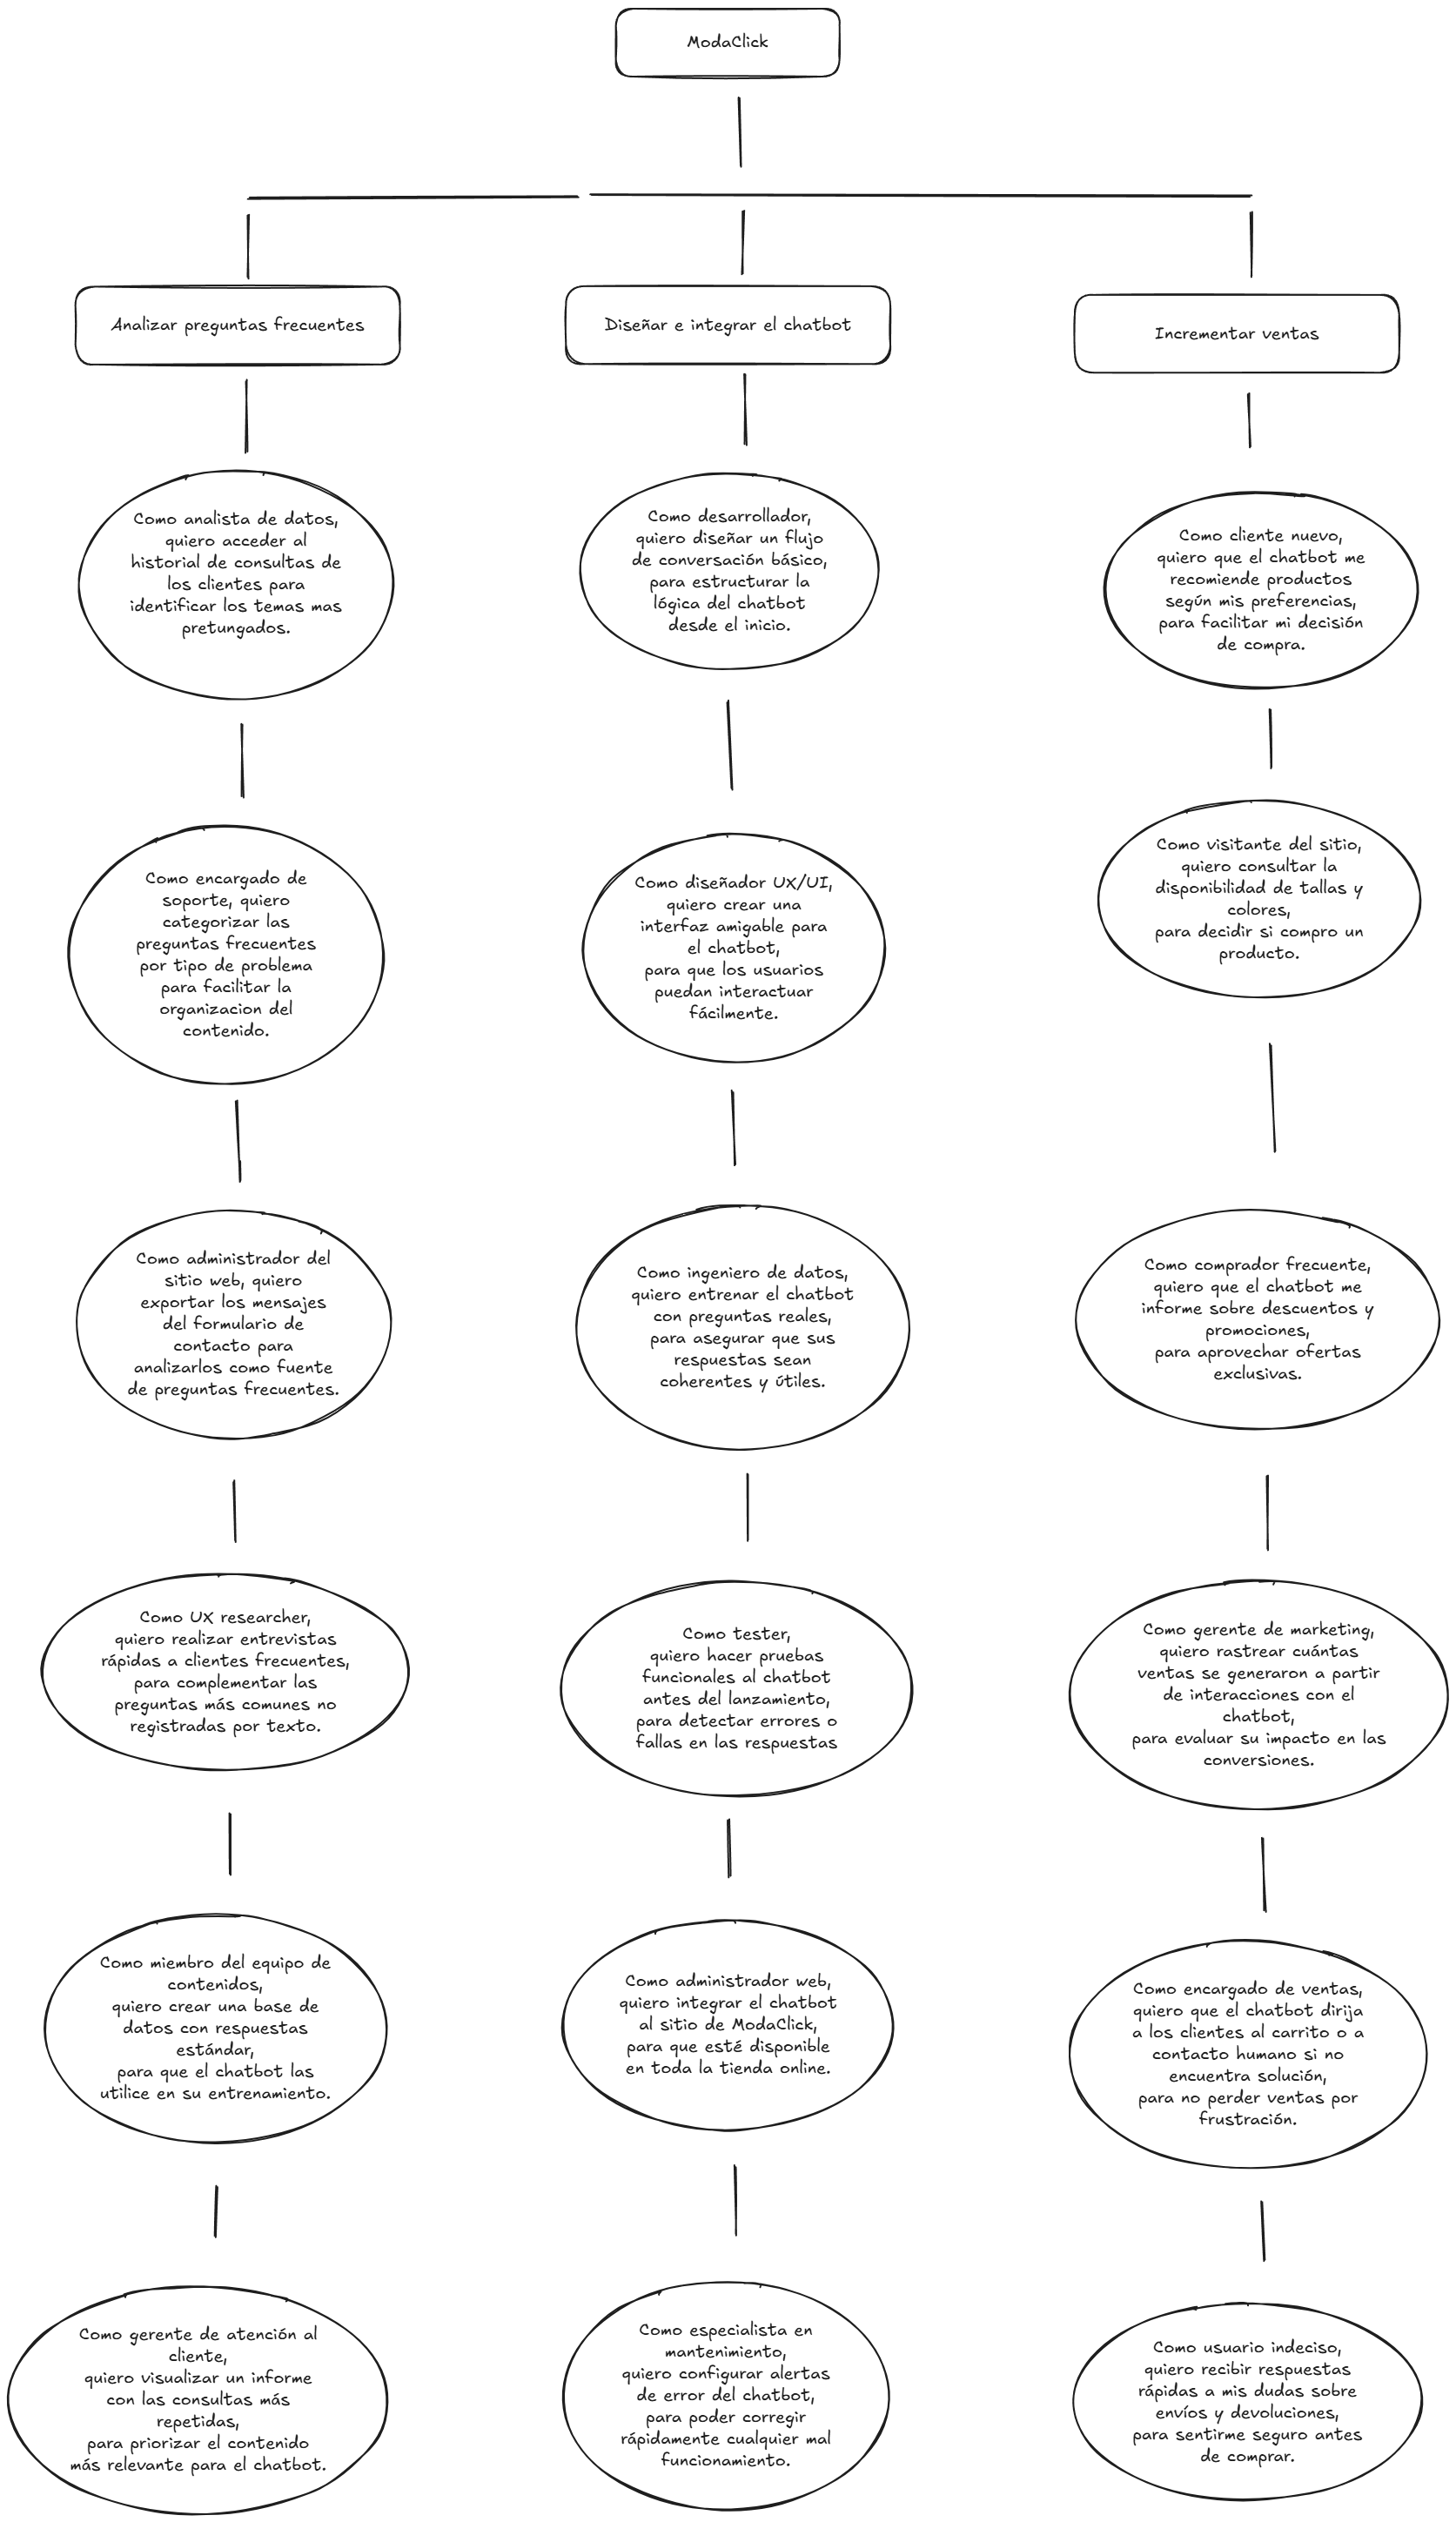 ModaClick
Analizar preguntas frecuentes
Diseñar e integrar el chatbot
Incrementar ventas
Como analista de datos,
quiero acceder al
historial de consultas de
los clientes para
identificar los temas mas
pretungados.
Como encargado de
soporte, quiero
categorizar las
preguntas frecuentes
por tipo de problema
para facilitar la
organizacion del
contenido.
Como administrador del
sitio web, quiero
exportar los mensajes
del formulario de
contacto para
analizarlos como fuente
de preguntas frecuentes.
Como UX researcher,
quiero realizar entrevistas
rápidas a clientes frecuentes,
para complementar las
preguntas más comunes no
registradas por texto.
Como miembro del equipo de
contenidos,
quiero crear una base de
datos con respuestas
estándar,
para que el chatbot las
utilice en su entrenamiento.
Como gerente de atención al
cliente,
quiero visualizar un informe
con las consultas más
repetidas,
para priorizar el contenido
más relevante para el chatbot.
Como desarrollador,
quiero diseñar un flujo
de conversación básico,
para estructurar la
lógica del chatbot
desde el inicio.
Como diseñador UX/UI,
quiero crear una
interfaz amigable para
el chatbot,
para que los usuarios
puedan interactuar
fácilmente.
Como ingeniero de datos,
quiero entrenar el chatbot
con preguntas reales,
para asegurar que sus
respuestas sean
coherentes y útiles.
Como tester,
quiero hacer pruebas
funcionales al chatbot
antes del lanzamiento,
para detectar errores o
fallas en las respuestas
Como administrador web,
quiero integrar el chatbot
al sitio de ModaClick,
para que esté disponible
en toda la tienda online.
Como especialista en
mantenimiento,
quiero configurar alertas
de error del chatbot,
para poder corregir
rápidamente cualquier mal
funcionamiento.
Como cliente nuevo,
quiero que el chatbot me
recomiende productos
según mis preferencias,
para facilitar mi decisión
de compra.
Como visitante del sitio,
quiero consultar la
disponibilidad de tallas y
colores,
para decidir si compro un
producto.
Como comprador frecuente,
quiero que el chatbot me
informe sobre descuentos y
promociones,
para aprovechar ofertas
exclusivas.
Como gerente de marketing,
quiero rastrear cuántas
ventas se generaron a partir
de interacciones con el
chatbot,
para evaluar su impacto en las
conversiones.
Como encargado de ventas,
quiero que el chatbot dirija
a los clientes al carrito o a
contacto humano si no
encuentra solución,
para no perder ventas por
frustración.
Como usuario indeciso,
quiero recibir respuestas
rápidas a mis dudas sobre
envíos y devoluciones,
para sentirme seguro antes
de comprar.